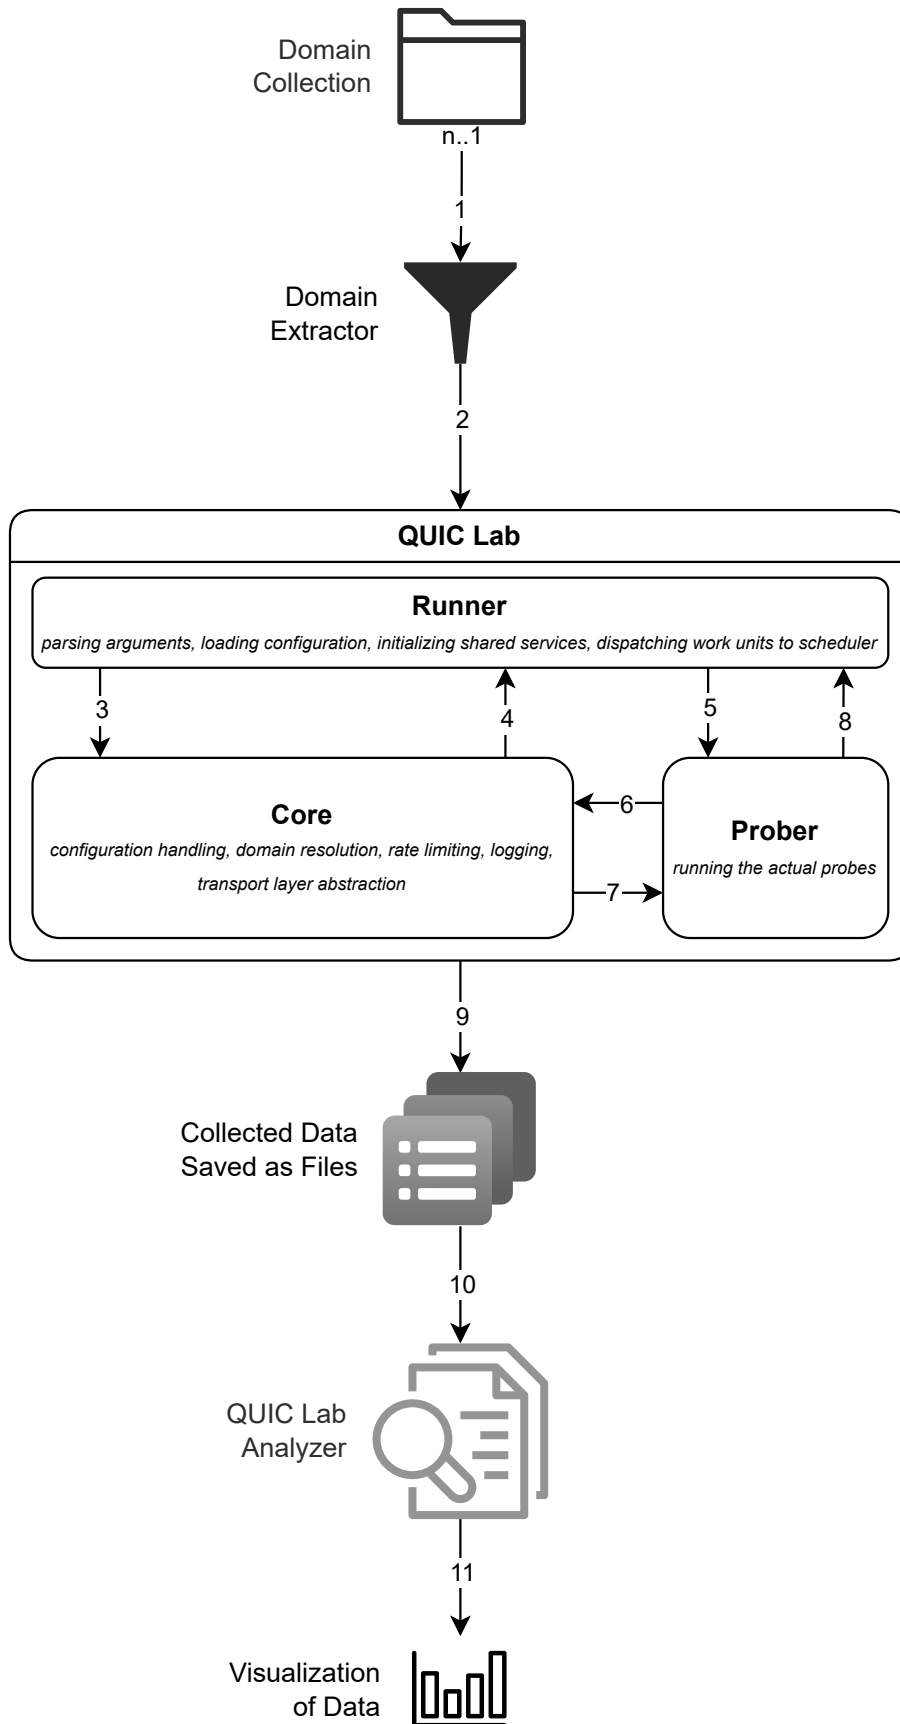 Domain
Collection
n..1
1
Domain
Extractor
2
QUIC Lab
Runner
parsing arguments, loading configuration, initializing shared services, dispatching work units to scheduler
3
4
5
8
Core
configuration handling, domain resolution, rate limiting, logging,
transport layer abstraction
6
7
Prober
running the actual probes
9
Collected Data
Saved as Files
10
QUIC Lab
Analyzer
11
Visualization
of Data